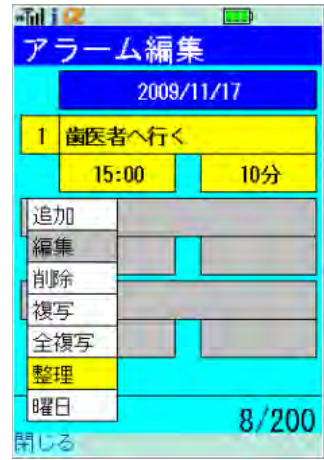 アラーム編集
2009/11/17
1 歯医者へ行く
15:00 10分
追加
編集
削除
複写
全複写
整理
曜日
8/200
閉じる